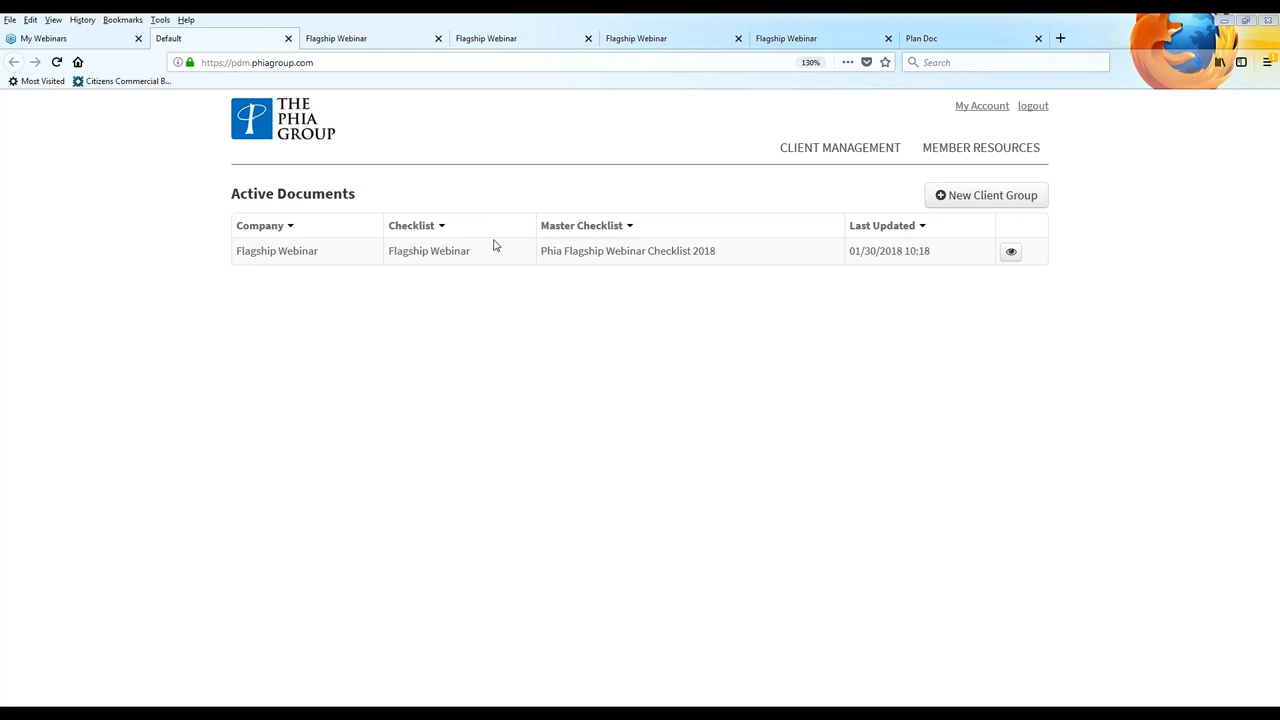 File Edit View History Bookmarks Tools Help
My Webinars Default Flagship Webinar Flagship Webinar Flagship Webinar Flagship Webinar Plan Doc
https://pdm.phiagroup.com 130% Search
Most Visited Citizens Commercial B...
THE
PHIA
GROUP
My Account logout
CLIENT MANAGEMENT MEMBER RESOURCES
Active Documents New Client Group
Company Checklist Master Checklist Last Updated
Flagship Webinar Flagship Webinar Phia Flagship Webinar Checklist 2018 01/30/2018 10:18